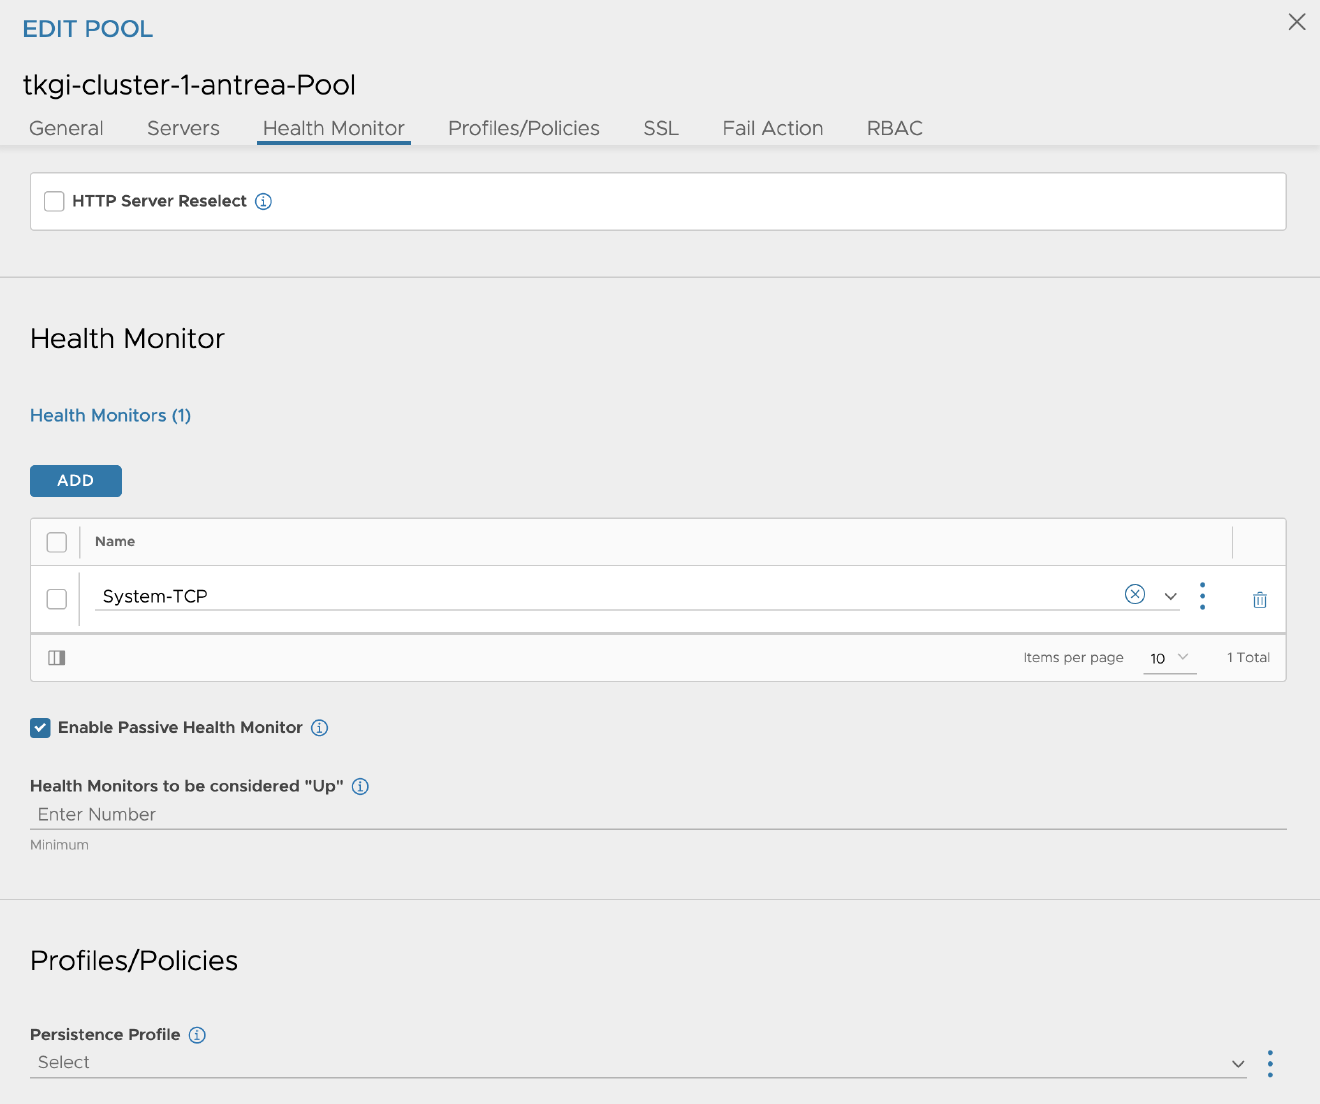 EDIT POOL
tkgi-cluster-1-antrea-Pool
General Servers Health Monitor Profiles/Policies SSL Fail Action RBAC
HTTP Server Reselect
Health Monitor
Health Monitors (1)
ADD
Name
System-TCP
Items per page 10 1 Total
Enable Passive Health Monitor
Health Monitors to be considered "Up"
Enter Number
Minimum
Profiles/Policies
Persistence Profile
Select